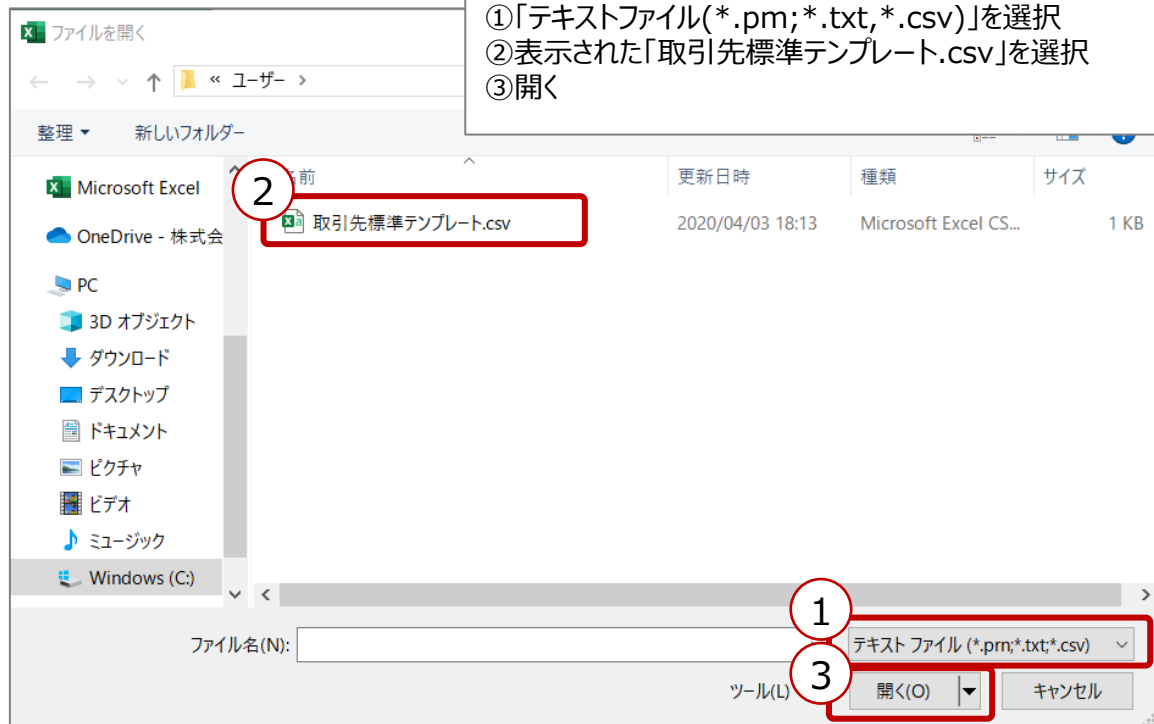 ①「テキストファイル(*.pm;*.txt,*.csv)」を選択
②表示された「取引先標準テンプレート.csv」を選択
③開く
ファイルを開く
« ユーザー >
整理 新しいフォルダー
前 更新日時 種類 サイズ
2
取引先標準テンプレート.csv 2020/04/03 18:13 Microsoft Excel CS... 1 KB
Microsoft Excel
OneDrive - 株式会
PC
3D オブジェクト
ダウンロード
デスクトップ
ドキュメント
ピクチャ
ビデオ
ミュージック
Windows (C:)
1
ファイル名(N): テキスト ファイル (*.prn;*.txt;*.csv)
3
ツール(L) 開く(O) キャンセル